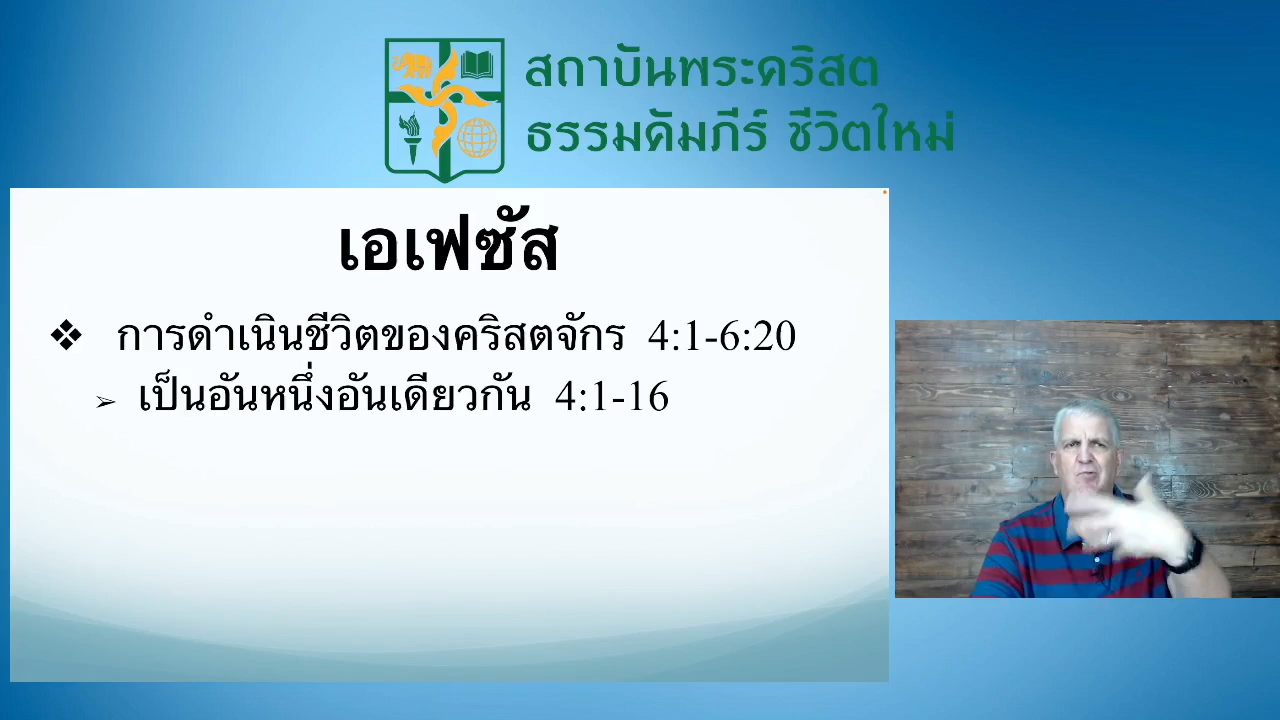 สถาบันพระคริสต
ธรรมคัมภีร์ ชีวิตใหม่
เอเฟซัส
❖ การดำเนินชีวิตของคริสตจักร 4:1-6:20
➢ เป็นอันหนึ่งอันเดียวกัน 4:1-16